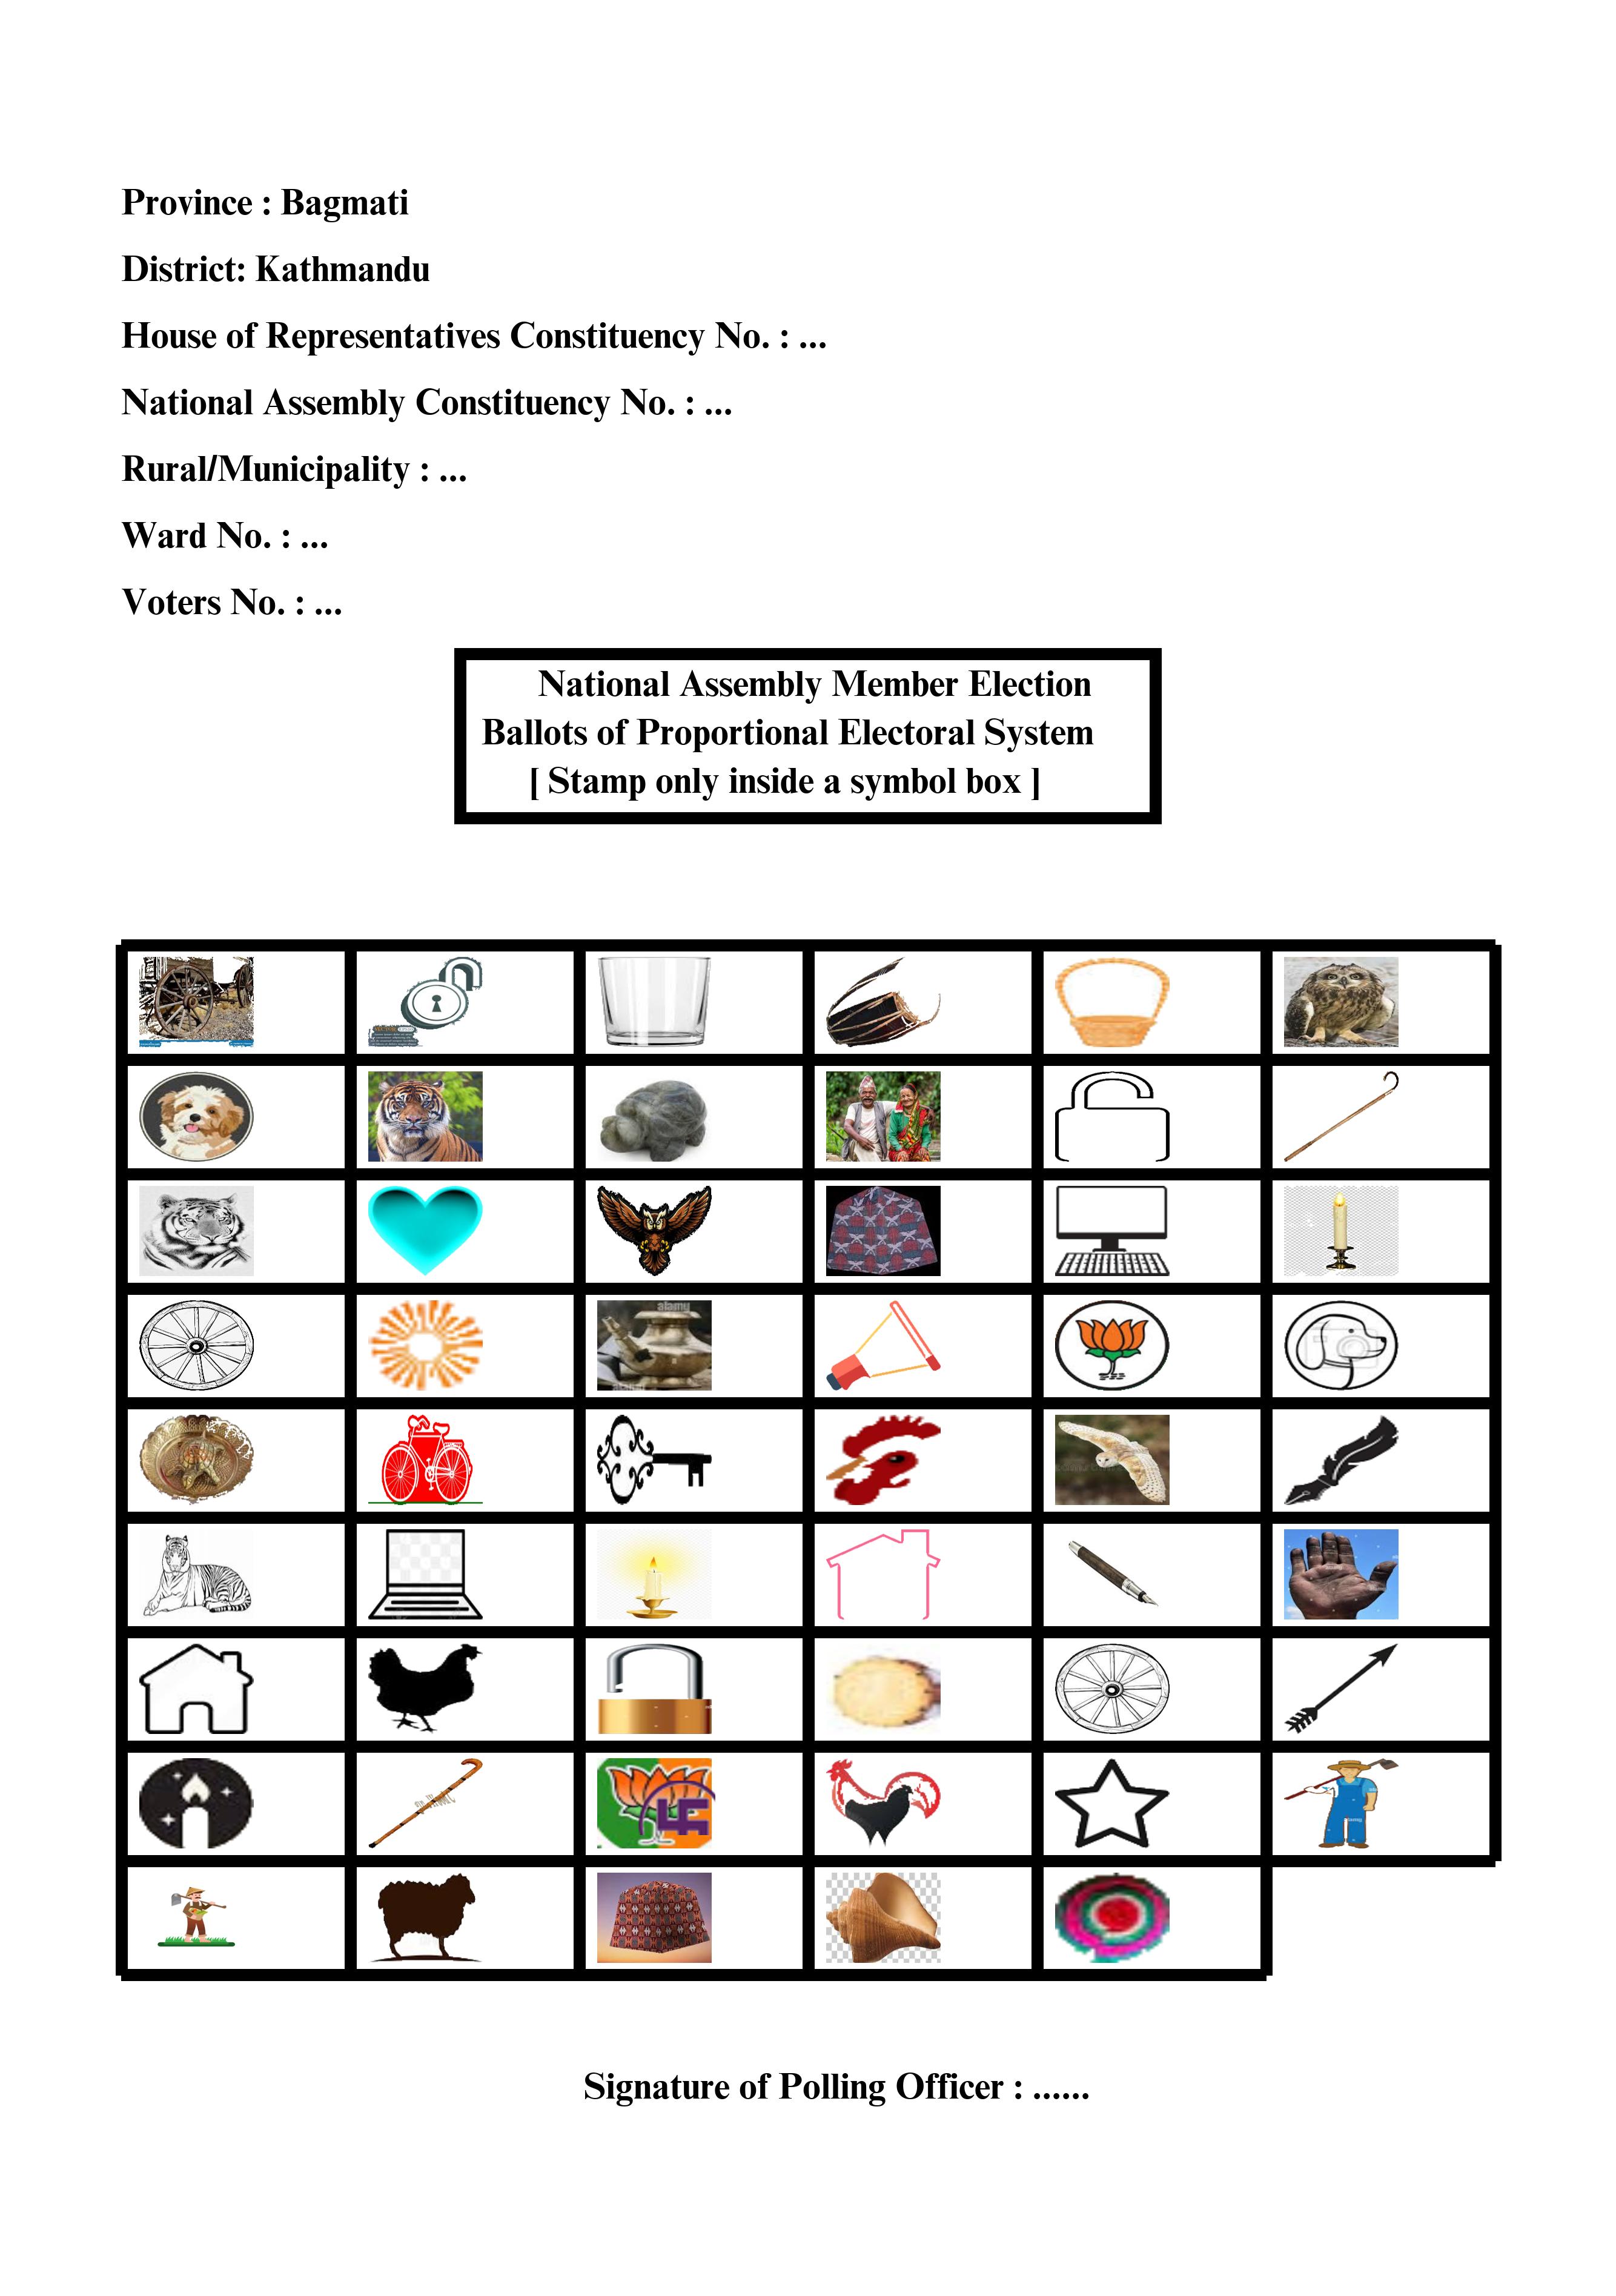 Province : Bagmati
District: Kathmandu
House of Representatives Constituency No. : ...
National Assembly Constituency No. : ...
Rural/Municipality : ...
Ward No. : ...
Voters No. : ...
National Assembly Member Election
Ballots of Proportional Electoral System
[ Stamp only inside a symbol box ]
alamy
Signature of Polling Officer : ......